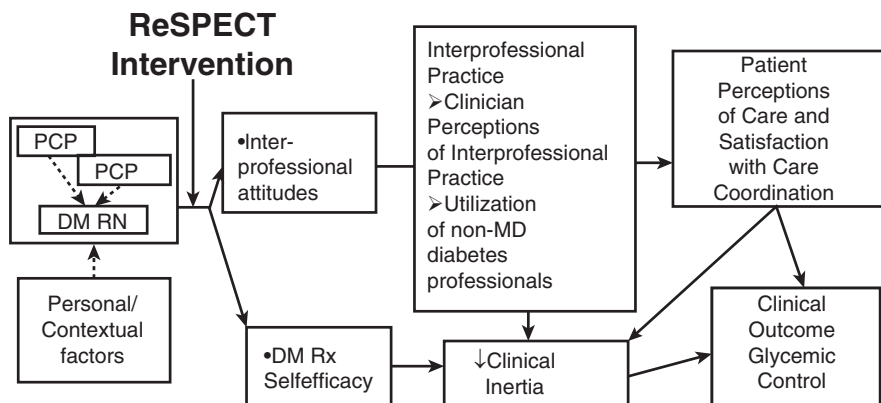 ReSPECT
Intervention
PCP
PCP
DM RN
Personal/
Contextual
factors
•Inter-
professional
attitudes
•DM Rx
Selfefficacy
Interprofessional
Practice
➢Clinician
Perceptions
of Interprofessional
Practice
➢Utilization
of non-MD
diabetes
professionals
↓Clinical
Inertia
Patient
Perceptions
of Care and
Satisfaction
with Care
Coordination
Clinical
Outcome
Glycemic
Control